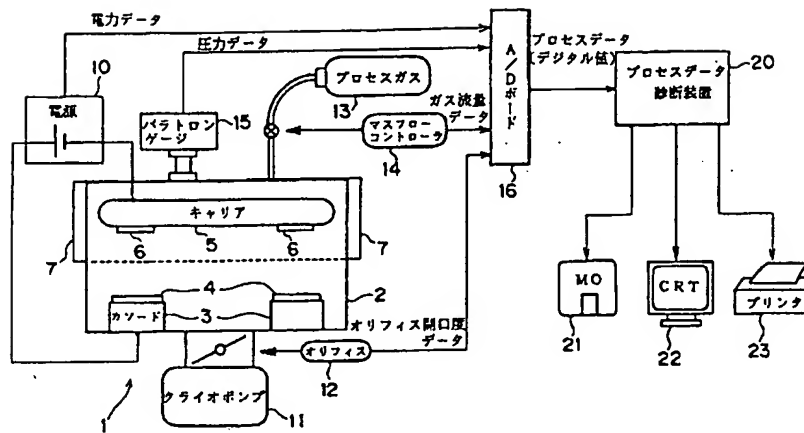 電力データ
圧力データ
10
電源
バラトロン
ゲージ
15
プロセスガス
13
ガス流量
データ
マスフロー
コントローラ
14
A/Dボード
16
プロセスデータ
(デジタル値)
20
プロセスデータ
診断装置
キャリア
6
5
6
7
7
4
2
カソード
3
オリフィス開口度
データ
オリフィス
12
クライオポンプ
11
1
MO
21
CRT
22
プリンタ
23